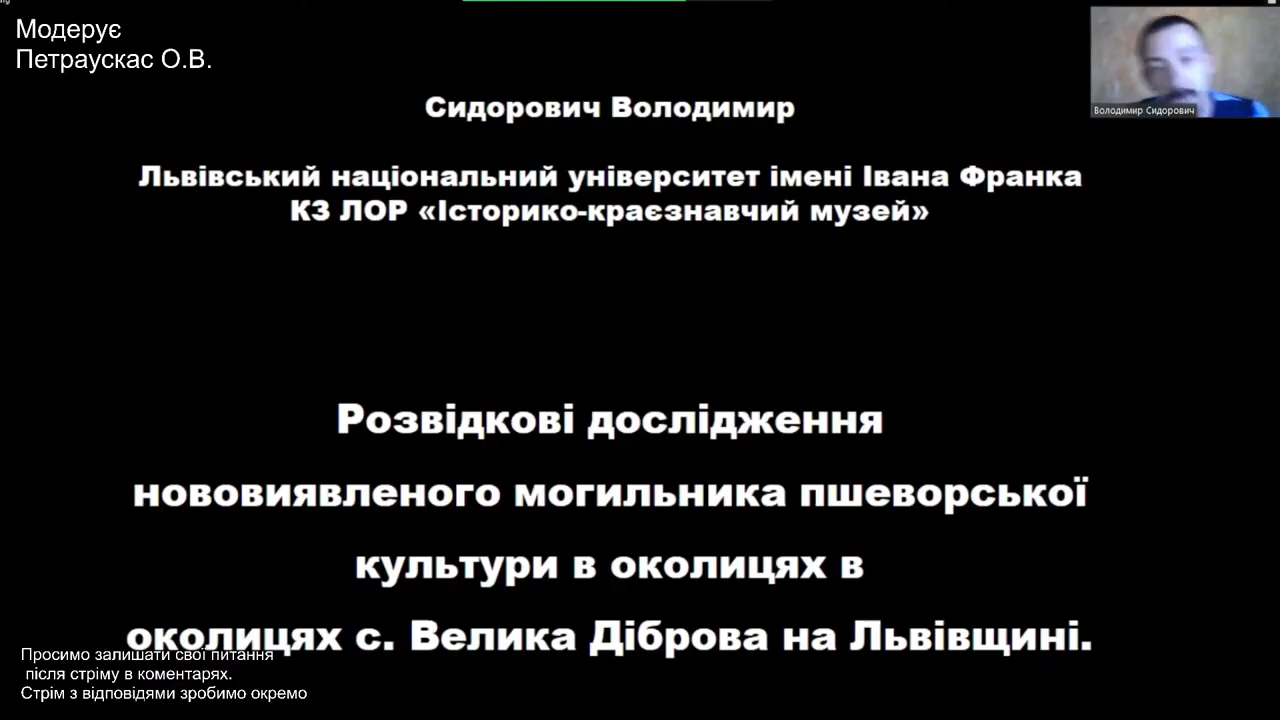 Модерує
Петраускас О.В.
Володимир Сидорович
Сидорович Володимир
Львівський національний університет імені Івана Франка
КЗ ЛОР «Історико-краєзнавчий музей»
Розвідкові дослідження
нововиявленого могильника пшеворської
культури в околицях в
околицях с. Велика Діброва на Львівщині.
Просимо залишати свої питання
після стріму в коментарях.
Стрім з відповідями зробимо окремо